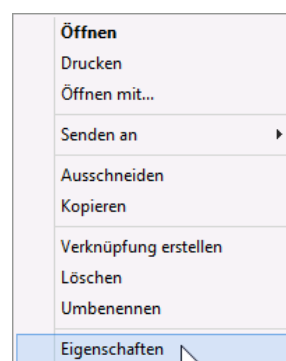 Öffnen
Drucken
Öffnen mit...
Senden an
Ausschneiden
Kopieren
Verknüpfung erstellen
Löschen
Umbenennen
Eigenschaften